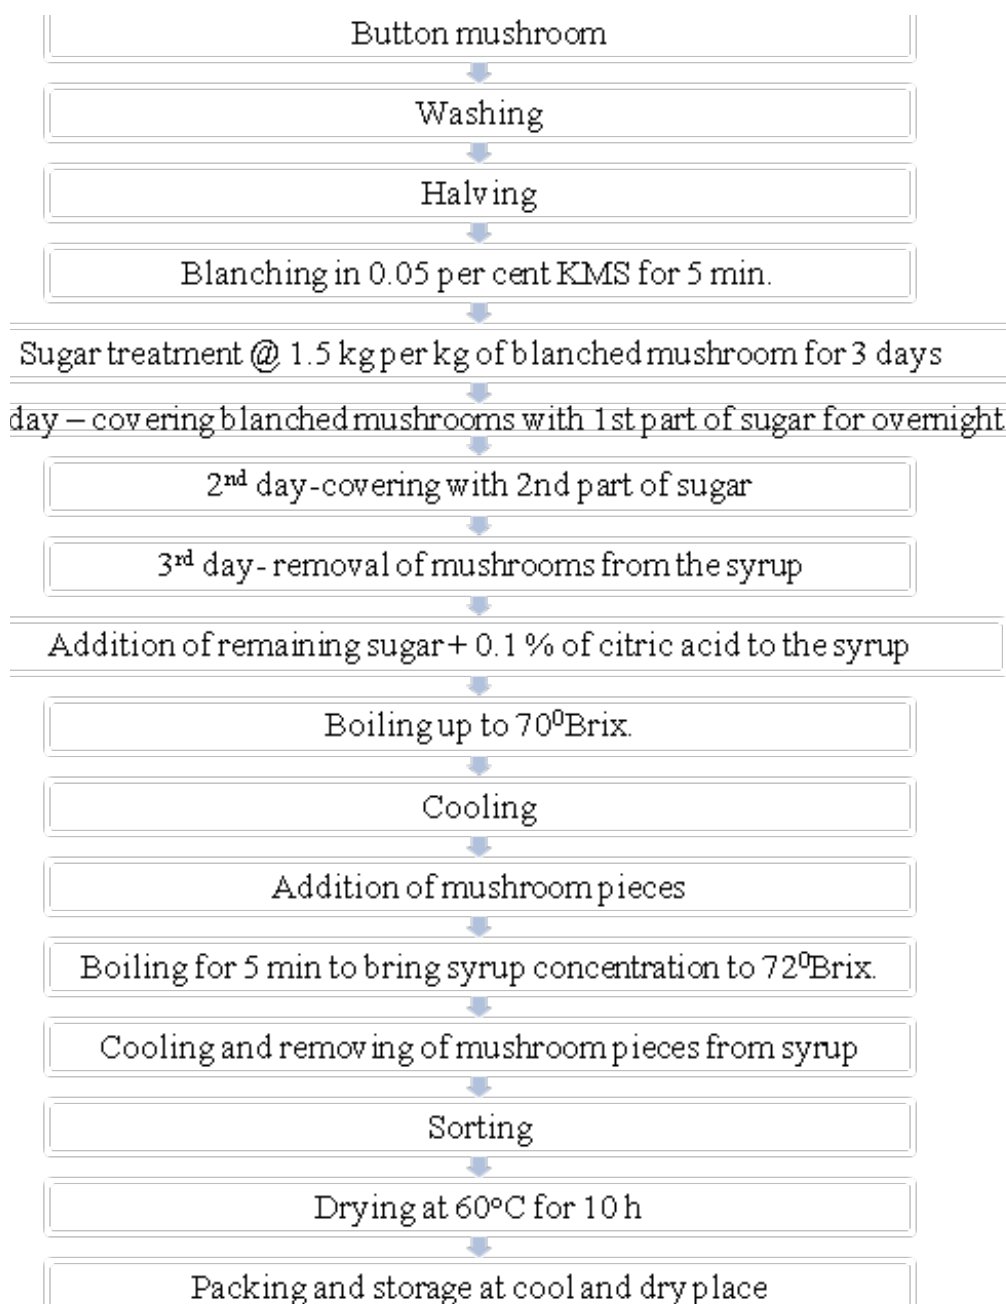 Button mushroom
Washing
Halving
Blanching in 0.05 per cent KMS for 5 min.
Sugar treatment @ 1.5 kg per kg of blanched mushroom for 3 days
day – covering blanched mushrooms with 1st part of sugar for overnight
2nd day-covering with 2nd part of sugar
3rd day- removal of mushrooms from the syrup
Addition of remaining sugar + 0.1 % of citric acid to the syrup
Boiling up to 70⁰Brix.
Cooling
Addition of mushroom pieces
Boiling for 5 min to bring syrup concentration to 72⁰Brix.
Cooling and removing of mushroom pieces from syrup
Sorting
Drying at 60°C for 10 h
Packing and storage at cool and dry place